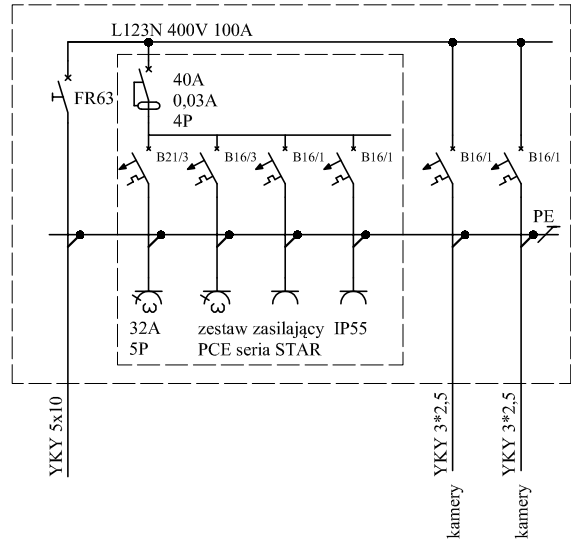 L123N 400V 100A
FR63
40A
0,03A
4P
B21/3
B16/3
B16/1
B16/1
B16/1
B16/1
PE
32A
5P
zestaw zasilający IP55
PCE seria STAR
YKY 5x10
YKY 3*2,5
YKY 3*2,5
kamery
kamery